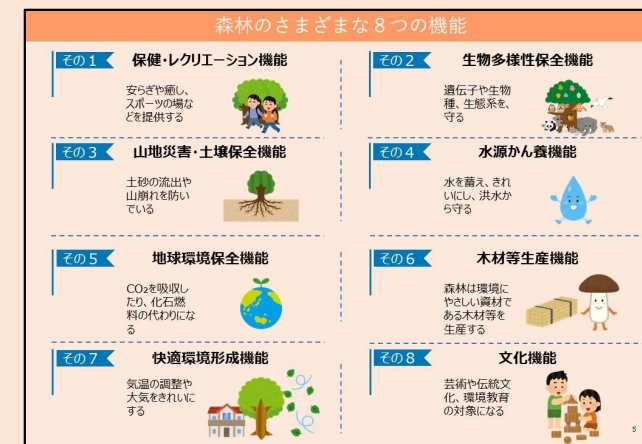 森林のさまざまな８つの機能
その１
保健・レクリエーション機能
安らぎや癒し、
スポーツの場な
どを提供する
その２
生物多様性保全機能
遺伝子や生物
種、生態系を、
守る
その３
山地災害・土壌保全機能
土砂の流出や
山崩れを防い
でいる
その４
水源かん養機能
水を蓄え、きれ
いにし、洪水か
ら守る
その５
地球環境保全機能
CO₂を吸収し
たり、化石燃
料の代わりにな
る
その６
木材等生産機能
森林は環境に
やさしい資材で
ある木材等を
生産する
その７
快適環境形成機能
気温の調整や
大気をきれいに
する
その８
文化機能
芸術や伝統文
化、環境教育
の対象になる
5